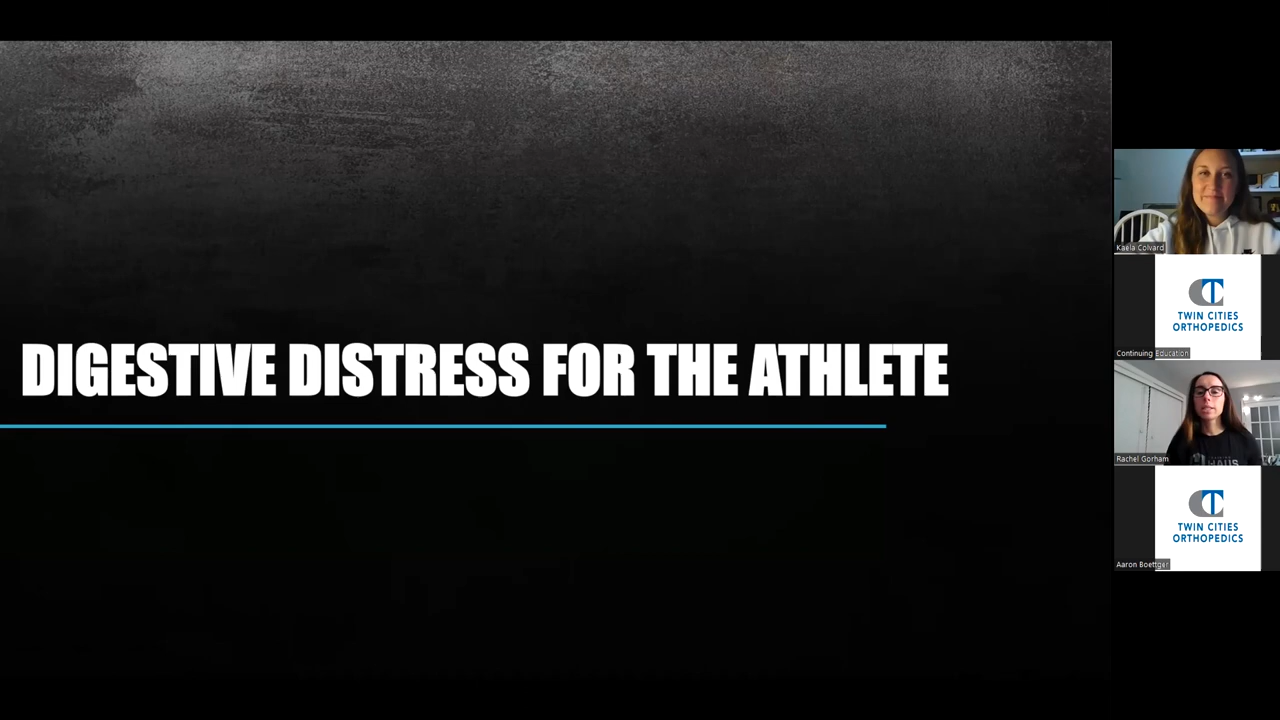 DIGESTIVE DISTRESS FOR THE ATHLETE
Kaela Colvard
TWIN CITIES
ORTHOPEDICS
Continuing Education
HAUS
Rachel Gorham
TWIN CITIES
ORTHOPEDICS
Aaron Boettger